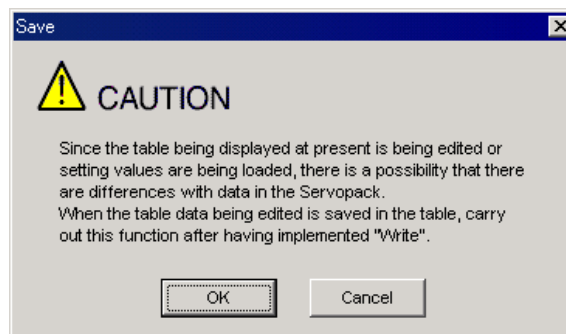 Save
CAUTION
Since the table being displayed at present is being edited or
setting values are being loaded, there is a possibility that there
are differences with data in the Servopack.
When the table data being edited is saved in the table, carry
out this function after having implemented "Write".
OK
Cancel